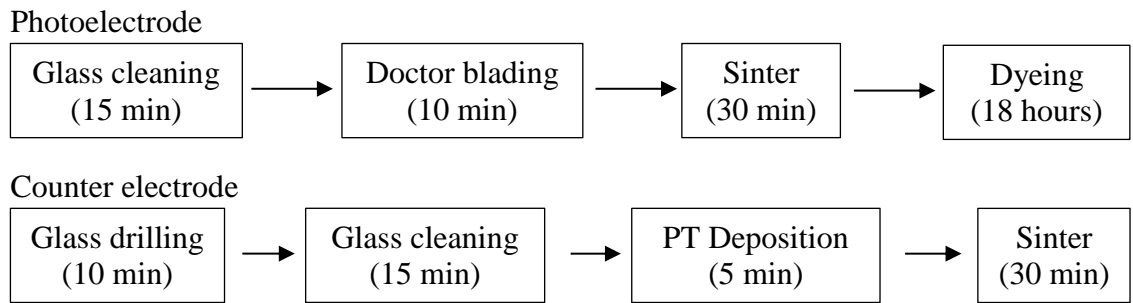 Photoelectrode
Glass cleaning
(15 min)
Doctor blading
(10 min)
Sinter
(30 min)
Dyeing
(18 hours)
Counter electrode
Glass drilling
(10 min)
Glass cleaning
(15 min)
PT Deposition
(5 min)
Sinter
(30 min)